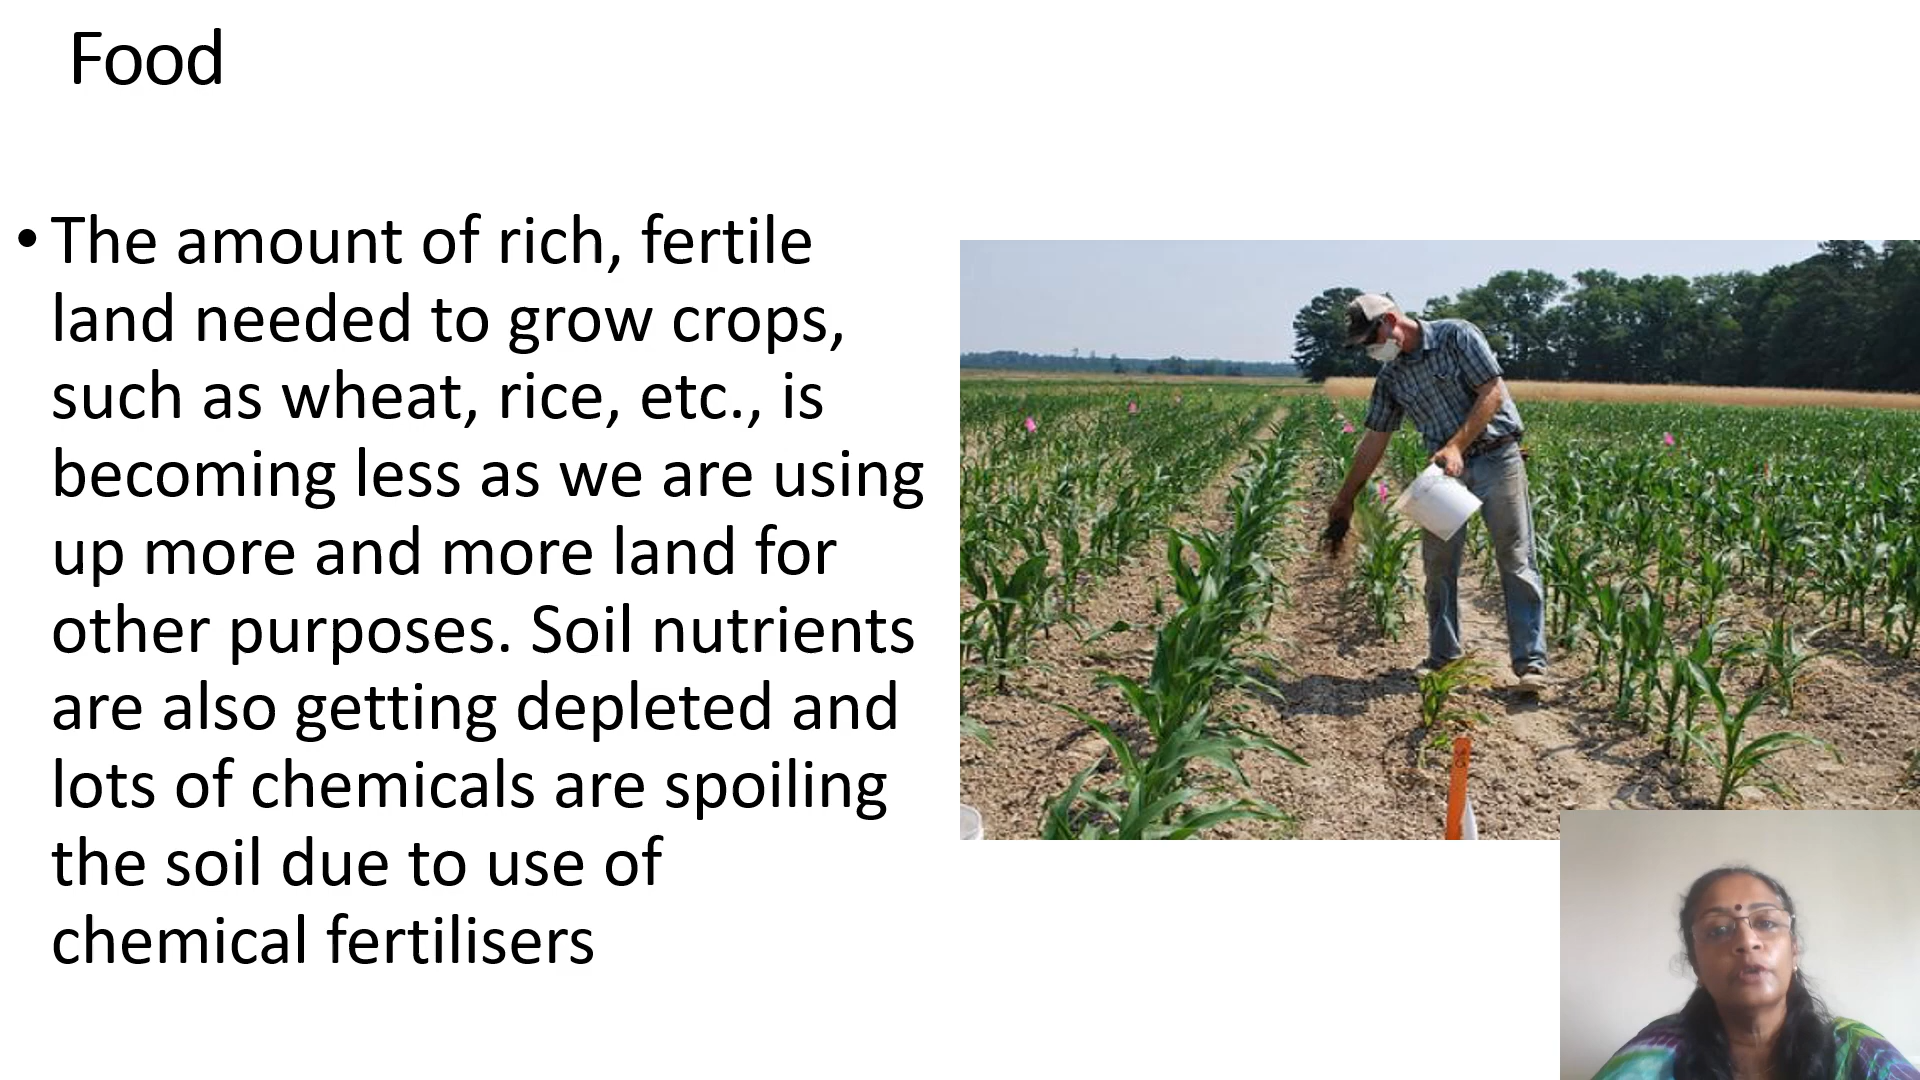 Food
• The amount of rich, fertile
land needed to grow crops,
such as wheat, rice, etc., is
becoming less as we are using
up more and more land for
other purposes. Soil nutrients
are also getting depleted and
lots of chemicals are spoiling
the soil due to use of
chemical fertilisers